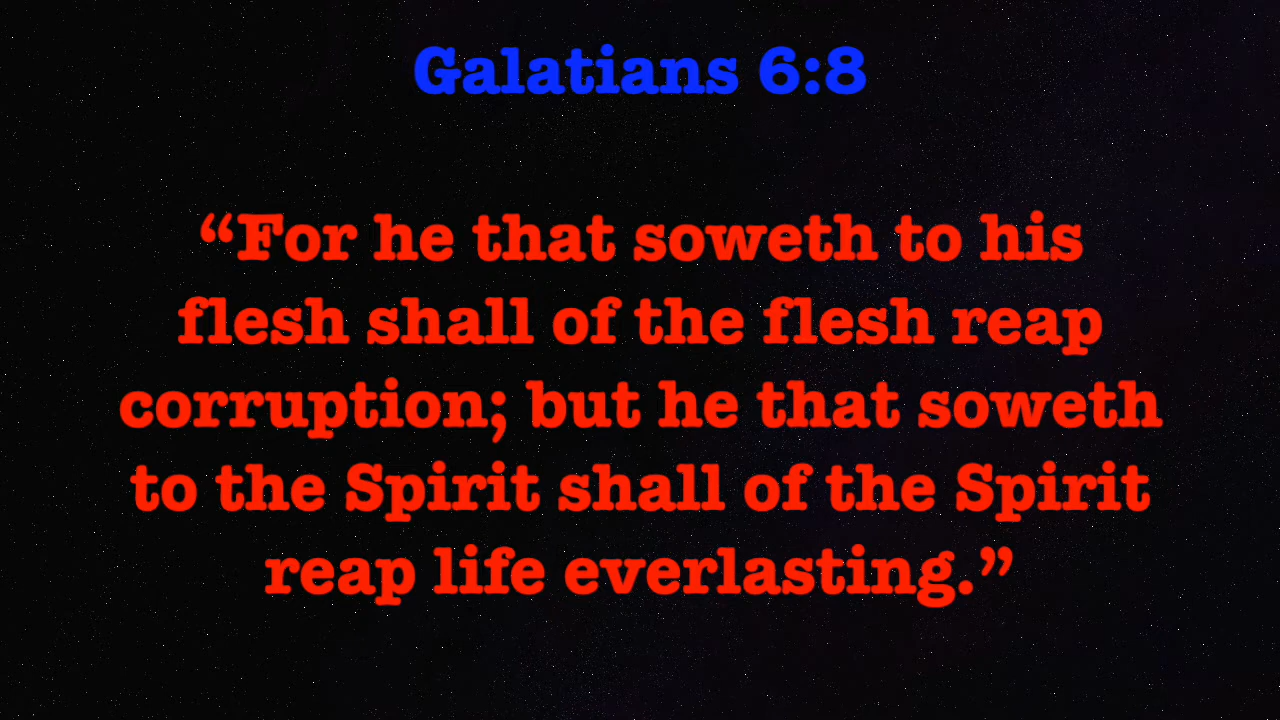 Galatians 6:8
“For he that soweth to his
flesh shall of the flesh reap
corruption; but he that soweth
to the Spirit shall of the Spirit
reap life everlasting.”